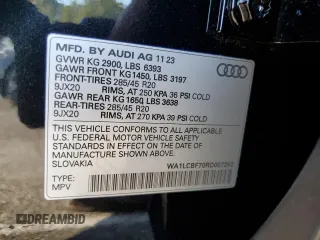 MFD. BY AUDI AG 11 23
GVWR KG 2900, LBS 6393
GAWR FRONT KG1450, LBS 3197
FRONT-TIRES 285/45 R20
9JX20 RIMS, AT 250 KPA 36 PSI COLD
GAWR REAR KG 1650, LBS 3638
REAR-TIRES 285/45 R20
9JX20 RIMS, AT 270 KPA 39 PSI COLD
THIS VEHICLE CONFORMS TO ALL APPLICABLE
U.S. FEDERAL MOTOR VEHICLE SAFETY
STANDARDS IN EFFECT ON THE DATE OF
MANUFACTURE SHOWN ABOVE.
SLOVAKIA
TYPE:
MPV
DREAMBID